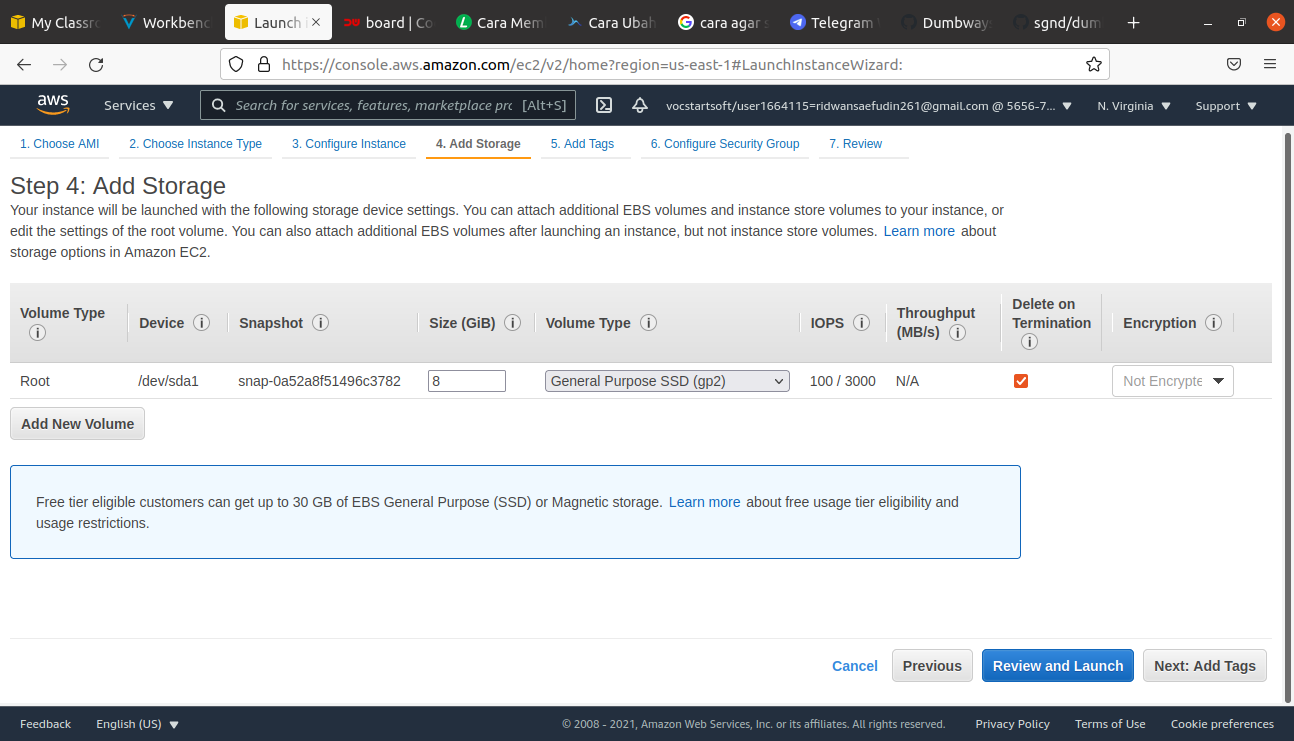 My Classro
Workbenc
Launch
board | Co
Cara Mem
Cara Ubah
cara agar s
Telegram
Dumbways
sgnd/dum
https://console.aws.amazon.com/ec2/v2/home?region=us-east-1#LaunchInstanceWizard:
aws
Services
Search for services, features, marketplace prc
[Alt+S]
vocstartsoft/user1664115=ridwansaefudin261@gmail.com @ 5656-7...
N. Virginia
Support
1. Choose AMI
2. Choose Instance Type
3. Configure Instance
4. Add Storage
5. Add Tags
6. Configure Security Group
7. Review
Step 4: Add Storage
Your instance will be launched with the following storage device settings. You can attach additional EBS volumes and instance store volumes to your instance, or
edit the settings of the root volume. You can also attach additional EBS volumes after launching an instance, but not instance store volumes. Learn more about
storage options in Amazon EC2.
Volume Type
Device
Snapshot
Size (GiB)
Volume Type
IOPS
Throughput
(MB/s)
Delete on
Termination
Encryption
Root
/dev/sda1
snap-0a52a8f51496c3782
8
General Purpose SSD (gp2)
100 / 3000
N/A
Not Encrypte
Add New Volume
Free tier eligible customers can get up to 30 GB of EBS General Purpose (SSD) or Magnetic storage. Learn more about free usage tier eligibility and
usage restrictions.
Cancel
Previous
Review and Launch
Next: Add Tags
Feedback
English (US)
© 2008 - 2021, Amazon Web Services, Inc. or its affiliates. All rights reserved.
Privacy Policy
Terms of Use
Cookie preferences